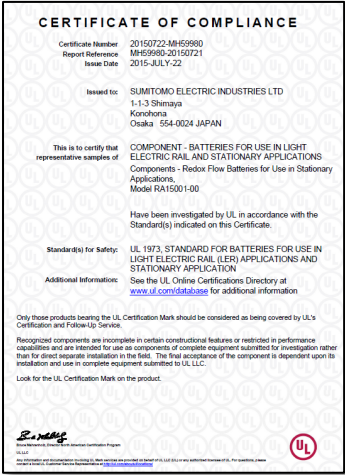 CERTIFICATE OF COMPLIANCE
Certificate Number 20150722-MH59980
Report Reference MH59980-20150721
Issue Date 2015-JULY-22
Issued to: SUMITOMO ELECTRIC INDUSTRIES LTD
1-1-3 Shimaya
Konohona
Osaka 554-0024 JAPAN
This is to certify that representative samples of
COMPONENT - BATTERIES FOR USE IN LIGHT
ELECTRIC RAIL AND STATIONARY APPLICATIONS
Components - Redox Flow Batteries for Use in Stationary
Applications,
Model RA15001-00
Have been investigated by UL in accordance with the
Standard(s) indicated on this Certificate.
Standard(s) for Safety: UL 1973, STANDARD FOR BATTERIES FOR USE IN
LIGHT ELECTRIC RAIL (LER) APPLICATIONS AND
STATIONARY APPLICATION
Additional Information: See the UL Online Certifications Directory at
www.ul.com/database for additional information
Only those products bearing the UL Certification Mark should be considered as being covered by UL's
Certification and Follow-Up Service.
Recognized components are incomplete in certain constructional features or restricted in performance
capabilities and are intended for use as components of complete equipment submitted for investigation rather
than for direct separate installation in the field. The final acceptance of the component is dependent upon its
installation and use in complete equipment submitted to UL LLC.
Look for the UL Certification Mark on the product.
Director North American Certification Program
UL LLC
UL